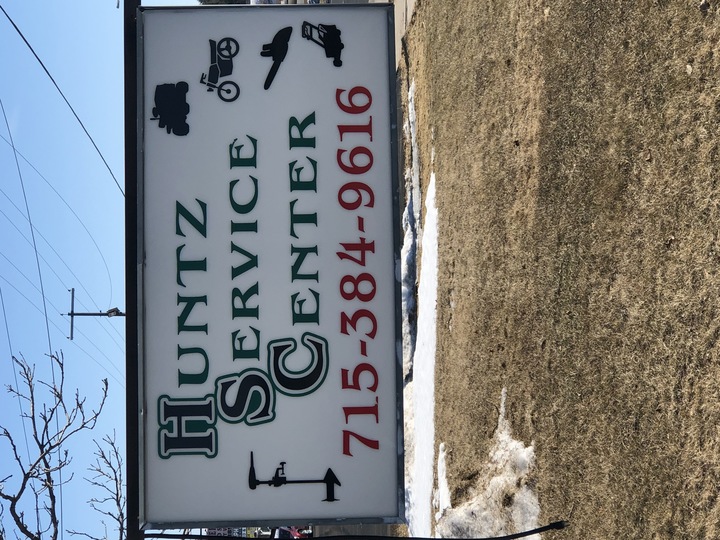 HUNTZ
SERVICE
CENTER
715-384-9616